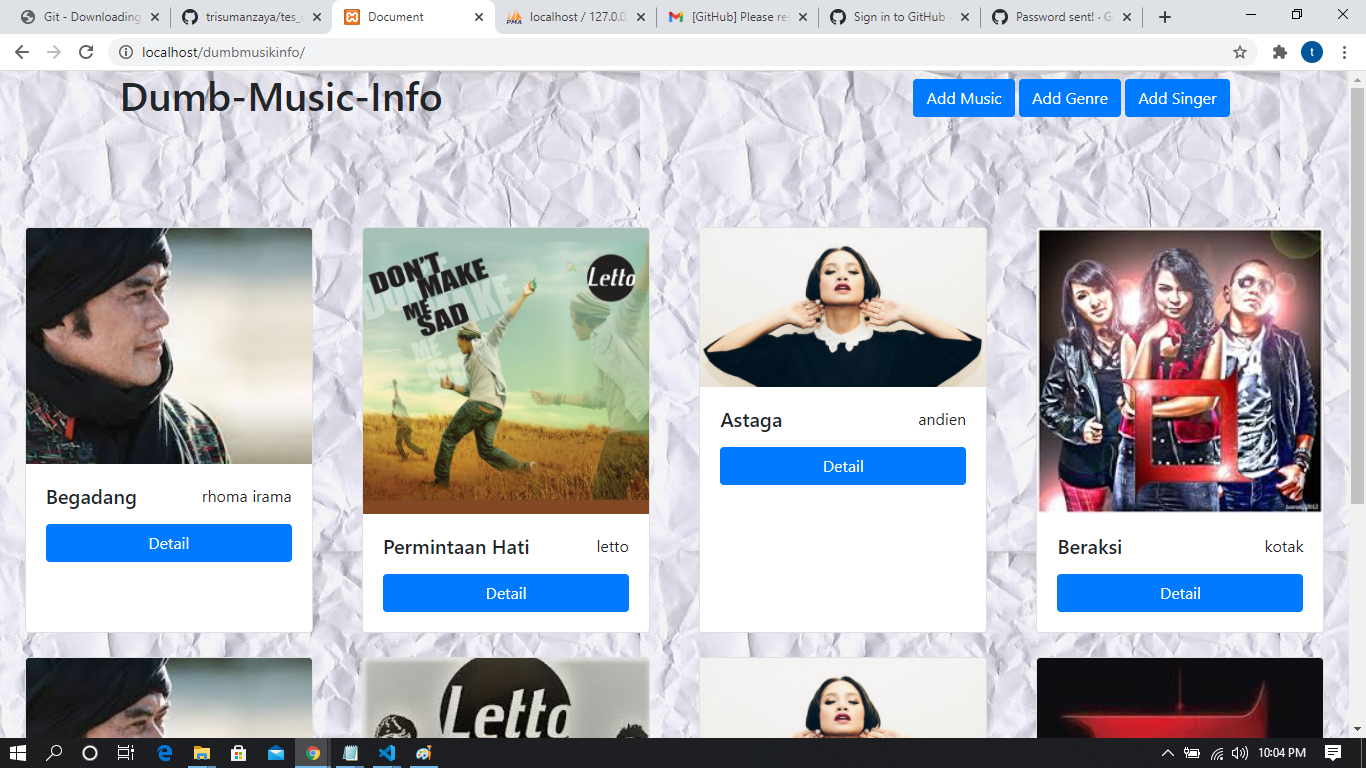 Git - Downloading
trisumanzaya/tes_
Document
localhost / 127.0.0
[GitHub] Please re
Sign in to GitHub
Password sent! · G
localhost/dumbmusikinfo/
t
Dumb-Music-Info
Add Music
Add Genre
Add Singer
DON'T
MAKE
ME
SAD
Letto
Begadang
rhoma irama
Detail
Permintaan Hati
letto
Detail
Astaga
andien
Detail
Beraksi
kotak
Detail
Letto
10:04 PM